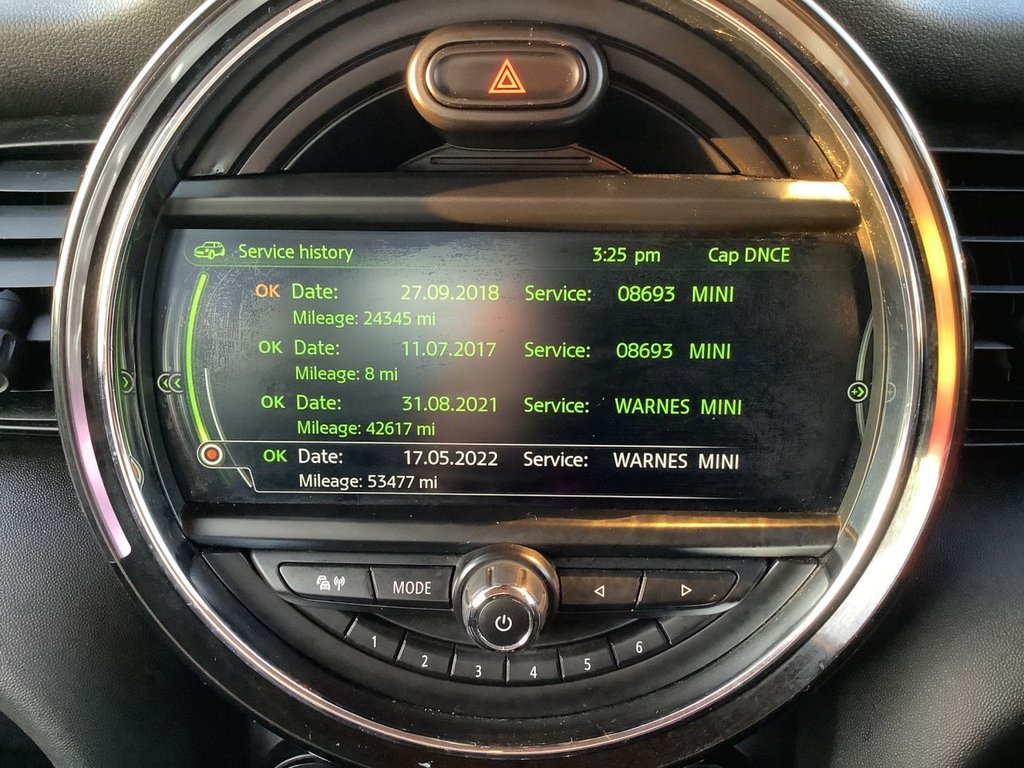 Service history 3:25 pm Cap DNCE
OK Date: 27.09.2018 Service: 08693 MINI
Mileage: 24345 mi
OK Date: 11.07.2017 Service: 08693 MINI
Mileage: 8 mi
OK Date: 31.08.2021 Service: WARNES MINI
Mileage: 42617 mi
OK Date: 17.05.2022 Service: WARNES MINI
Mileage: 53477 mi
MODE
1 2 3 4 5 6